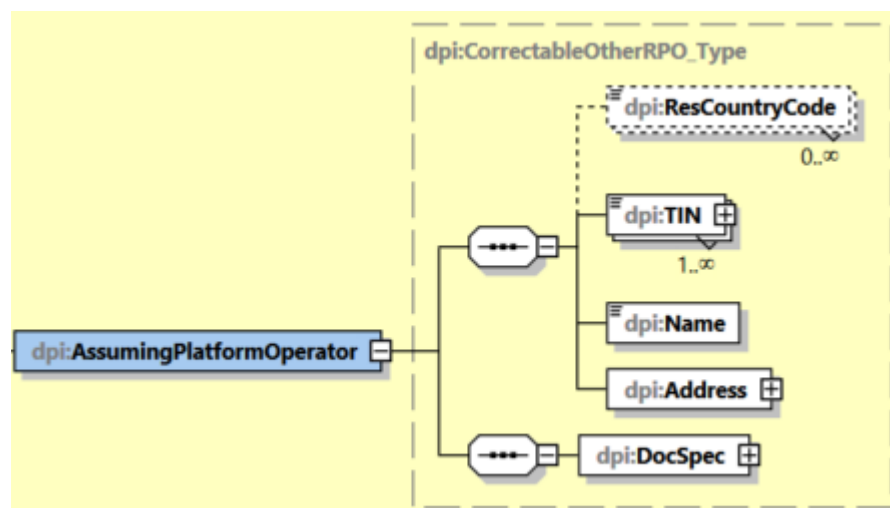 dpi:CorrectableOtherRPO_Type
dpi:ResCountryCode
0..∞
dpi:TIN
1..∞
dpi:Name
dpi:AssumingPlatformOperator
dpi:Address
dpi:DocSpec